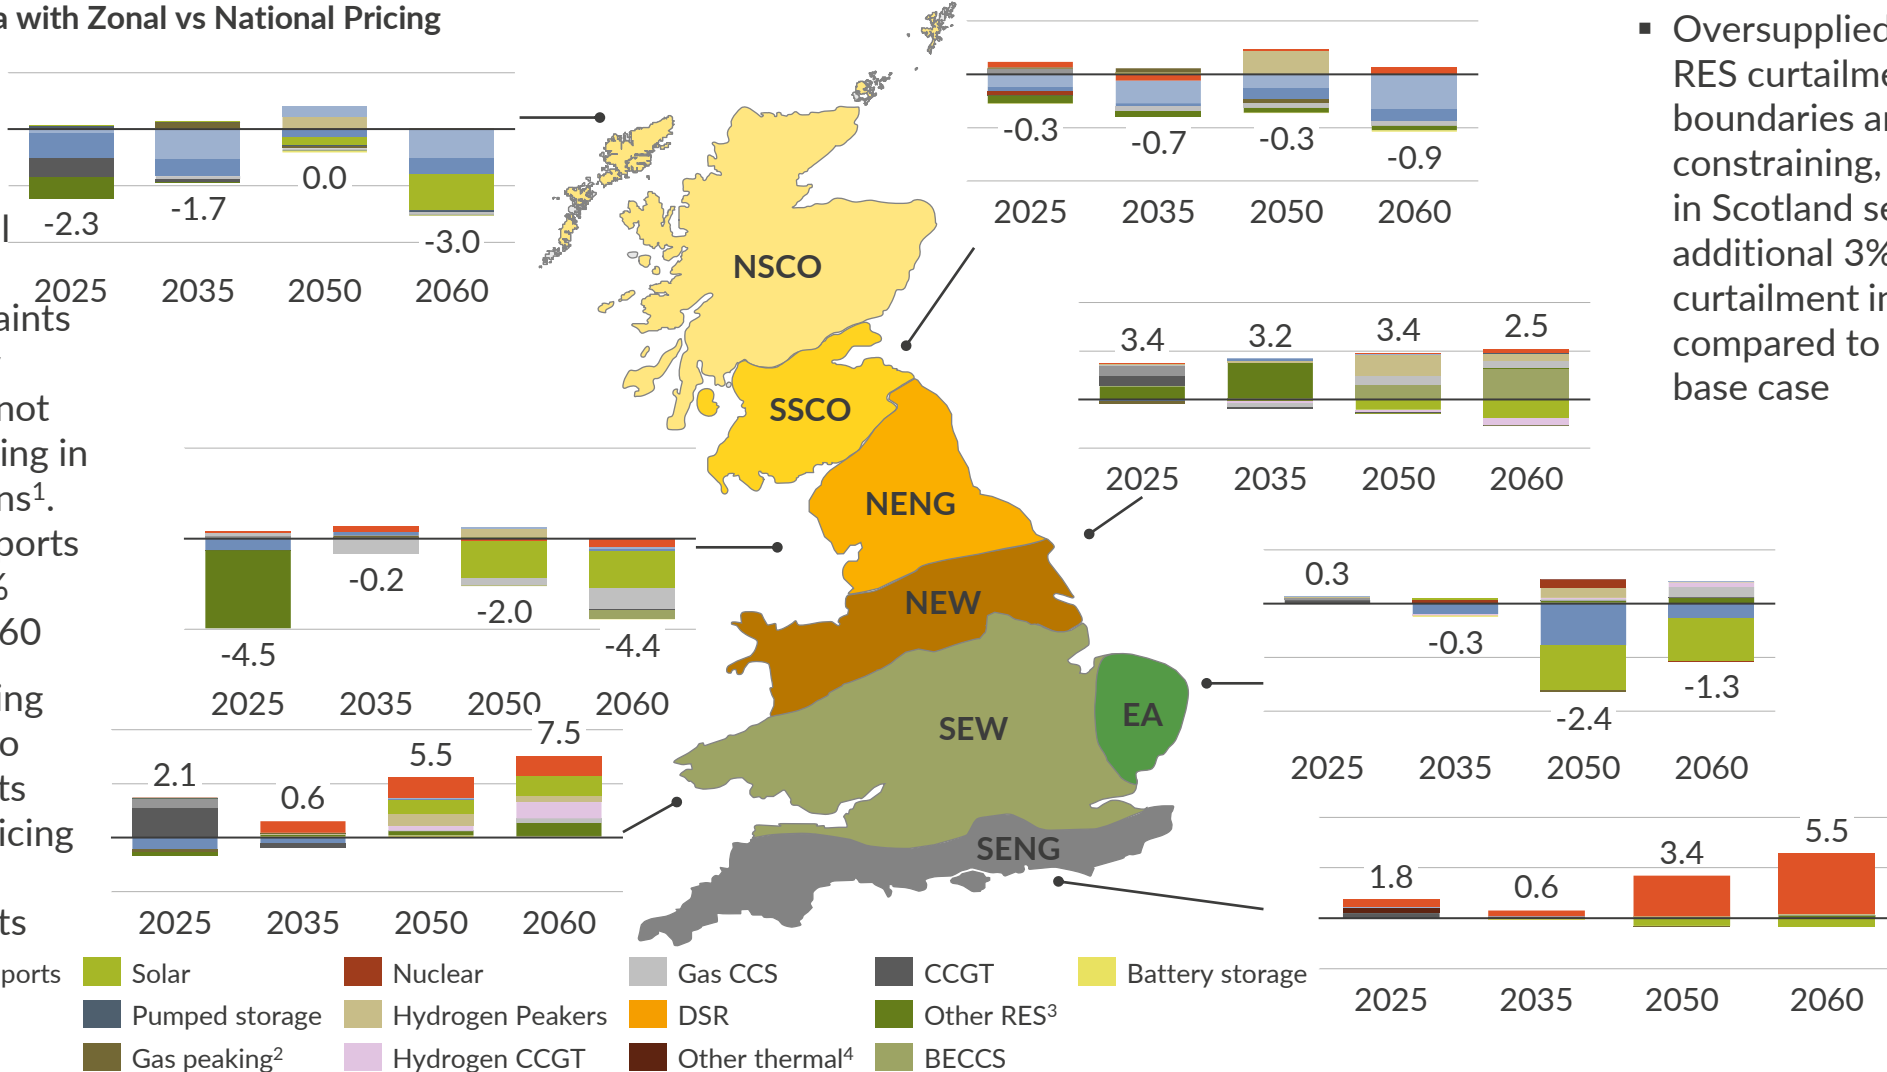 a with Zonal vs National Pricing
-2.3
-1.7
0.0
-3.0
2025 2035 2050 2060
-0.3
-0.7
-0.3
-0.9
2025 2035 2050 2060
▪ Oversupplied
RES curtailme
boundaries a
constraining,
in Scotland se
additional 3%
curtailment i
compared to
base case
l
aints
not
ing in
ns¹.
ports
%
60
ing
o
ts
icing
ts
NSCO
SSCO
NENG
NEW
SEW
EA
SENG
3.4 3.2 3.4 2.5
2025 2035 2050 2060
-4.5
-0.2
-2.0
-4.4
2025 2035 2050 2060
0.3
-0.3
-2.4
-1.3
2025 2035 2050 2060
2.1 0.6 5.5 7.5
2025 2035 2050 2060
1.8 0.6 3.4 5.5
2025 2035 2050 2060
ports Solar Nuclear Gas CCS CCGT Battery storage
Pumped storage Hydrogen Peakers DSR Other RES³
Gas peaking² Hydrogen CCGT Other thermal⁴ BECCS